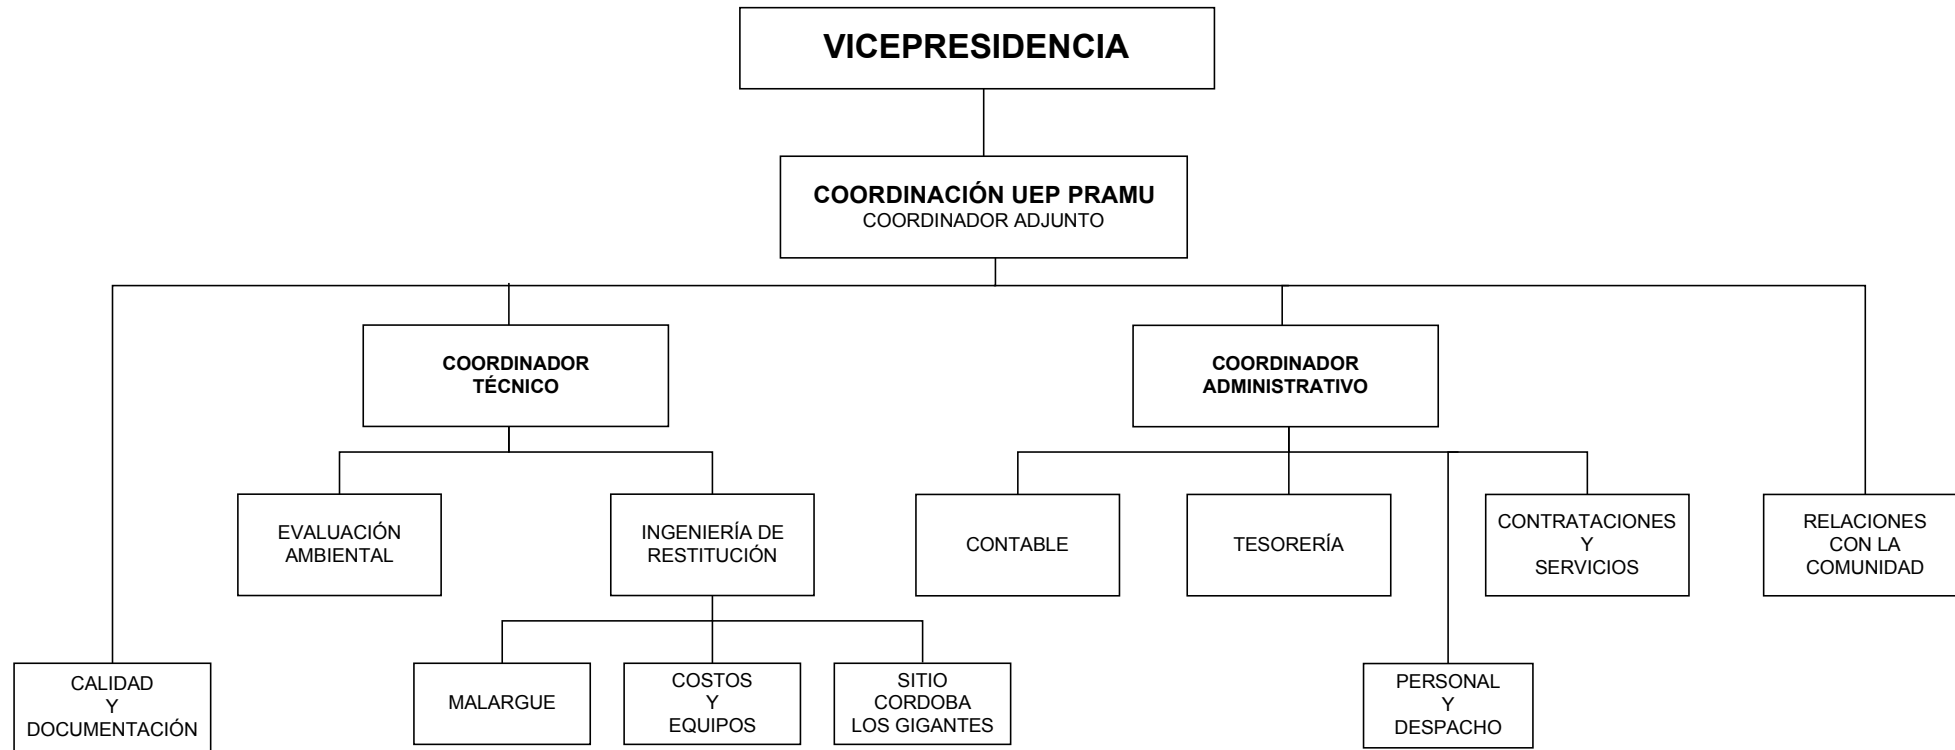 VICEPRESIDENCIA
COORDINACIÓN UEP PRAMU
COORDINADOR ADJUNTO
COORDINADOR
TÉCNICO
COORDINADOR
ADMINISTRATIVO
EVALUACIÓN
AMBIENTAL
INGENIERÍA DE
RESTITUCIÓN
CONTABLE
TESORERÍA
CONTRATACIONES
Y
SERVICIOS
RELACIONES
CON LA
COMUNIDAD
CALIDAD
Y
DOCUMENTACIÓN
MALARGUE
COSTOS
Y
EQUIPOS
SITIO
CORDOBA
LOS GIGANTES
PERSONAL
Y
DESPACHO